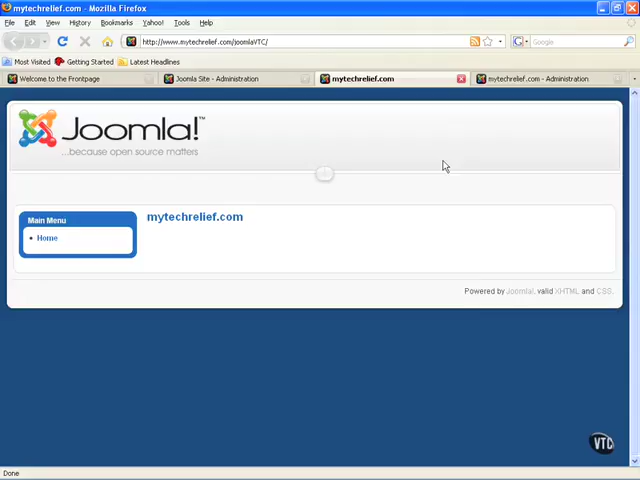 mytechrelief.com - Mozilla Firefox
File Edit View History Bookmarks Yahoo! Tools Help
http://www.mytechrelief.com/joomlaVTC/
Google
Most Visited Getting Started Latest Headlines
Welcome to the Frontpage Joomla Site - Administration mytechrelief.com mytechrelief.com - Administration
Joomla!™
...because open source matters
Main Menu
mytechrelief.com
Home
Powered by Joomla!, valid XHTML and CSS.
VTC
Done